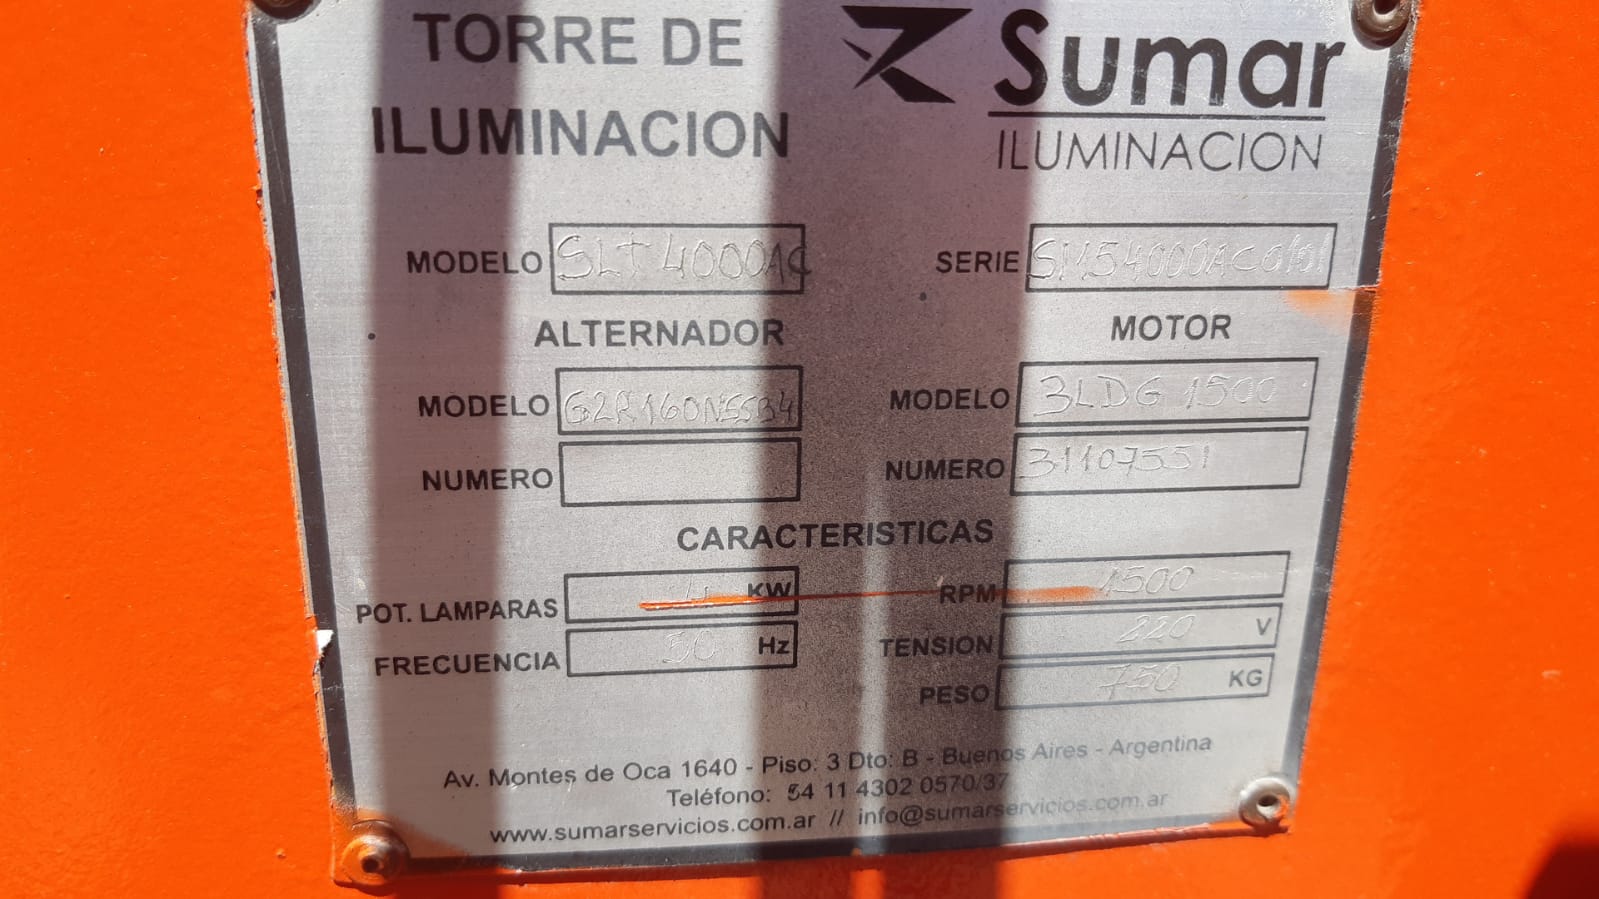 TORRE DE
ILUMINACION
Sumar
ILUMINACION
MODELO SLT 4000AC
SERIE
ALTERNADOR
MOTOR
MODELO
MODELO 3LDG 1500
NUMERO
NUMERO 31107551
CARACTERISTICAS
POT. LAMPARAS 4 KW
RPM 1500
FRECUENCIA 50 Hz
TENSION 220 V
PESO 750 KG
Av. Montes de Oca 1640 - Piso: 3 Dto: B - Buenos Aires - Argentina
Teléfono: 54 11 4302 0570/37
www.sumarservicios.com.ar // info@sumarservicios.com.ar